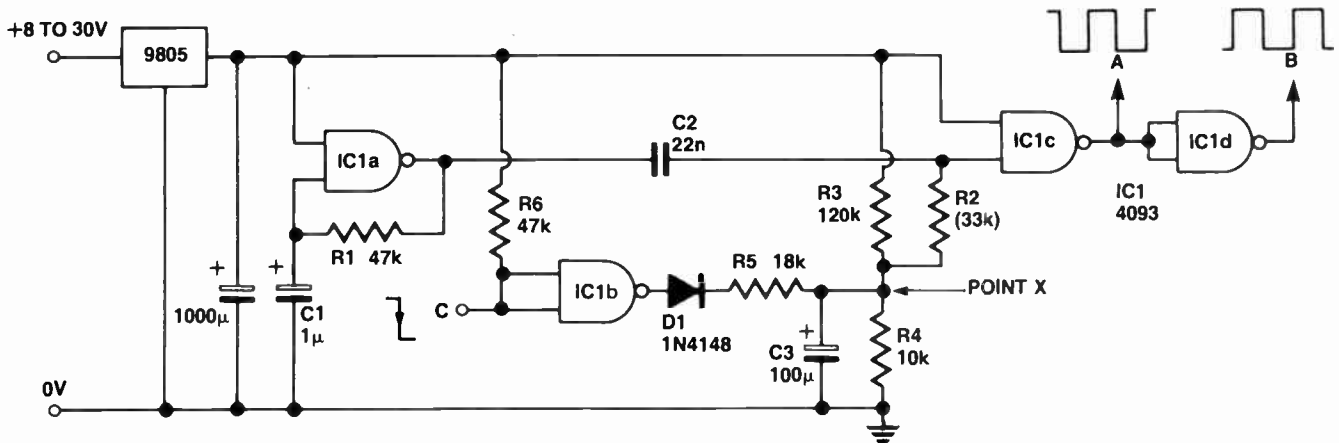 +8 TO 30V
9805
A
B
C2
22n
IC1a
IC1c
IC1d
R3
120k
R2
(33k)
IC1
4093
R6
47k
R1 47k
R5 18k
IC1b
POINT X
C
1000µ
C1
1µ
D1
1N4148
C3
100µ
R4
10k
0V
+
+
+